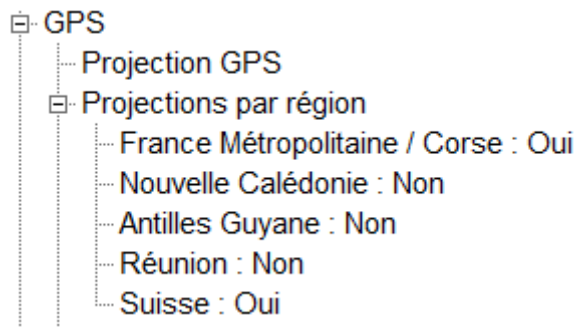 GPS
Projection GPS
Projections par région
France Métropolitaine / Corse : Oui
Nouvelle Calédonie : Non
Antilles Guyane : Non
Réunion : Non
Suisse : Oui